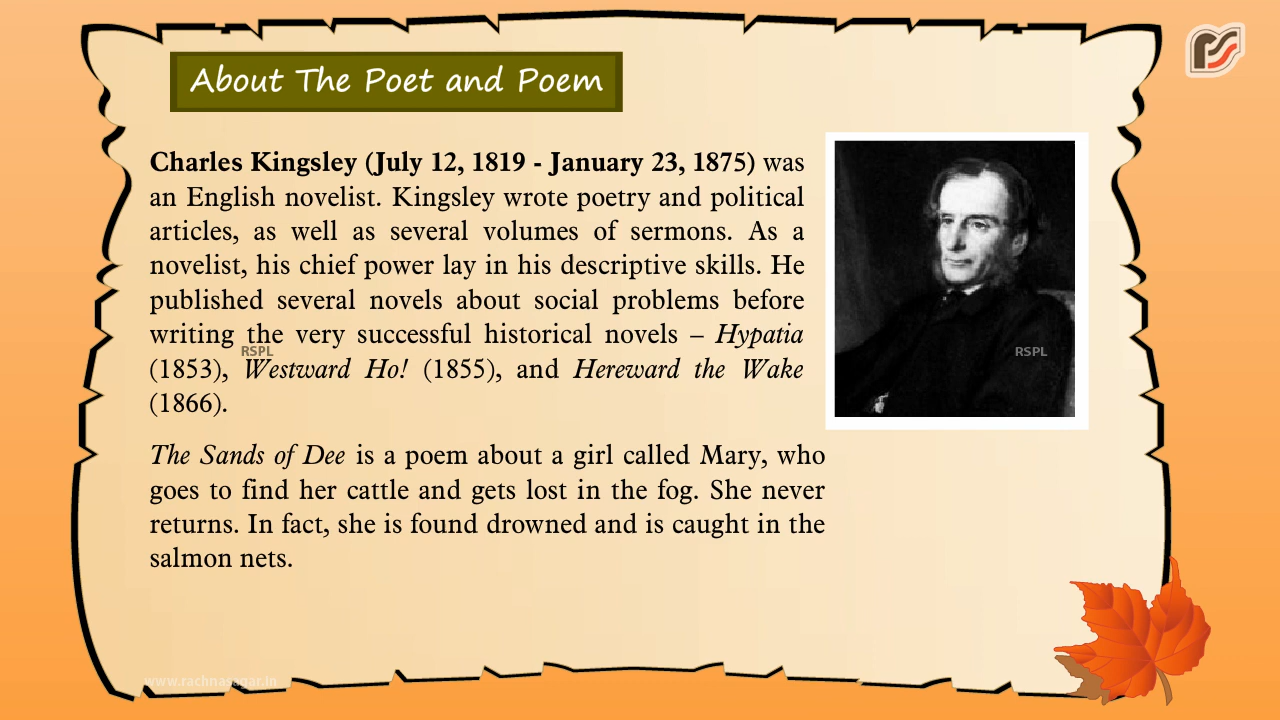 About The Poet and Poem
Charles Kingsley (July 12, 1819 - January 23, 1875) was
an English novelist. Kingsley wrote poetry and political
articles, as well as several volumes of sermons. As a
novelist, his chief power lay in his descriptive skills. He
published several novels about social problems before
writing the very successful historical novels – Hypatia
(1853), Westward Ho! (1855), and Hereward the Wake
(1866).
The Sands of Dee is a poem about a girl called Mary, who
goes to find her cattle and gets lost in the fog. She never
returns. In fact, she is found drowned and is caught in the
salmon nets.
RSPL
RSPL
www.rachnasagar.in